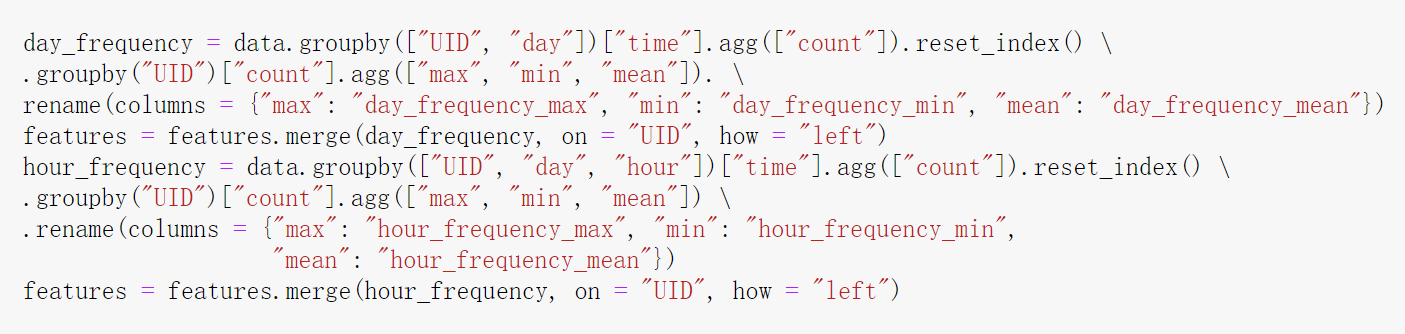 day_frequency = data.groupby(["UID", "day"])["time"].agg(["count"]).reset_index() \
.groupby("UID")["count"].agg(["max", "min", "mean"]). \
rename(columns = {"max": "day_frequency_max", "min": "day_frequency_min", "mean": "day_frequency_mean"})
features = features.merge(day_frequency, on = "UID", how = "left")
hour_frequency = data.groupby(["UID", "day", "hour"])["time"].agg(["count"]).reset_index() \
.groupby("UID")["count"].agg(["max", "min", "mean"]) \
.rename(columns = {"max": "hour_frequency_max", "min": "hour_frequency_min",
                   "mean": "hour_frequency_mean"})
features = features.merge(hour_frequency, on = "UID", how = "left")